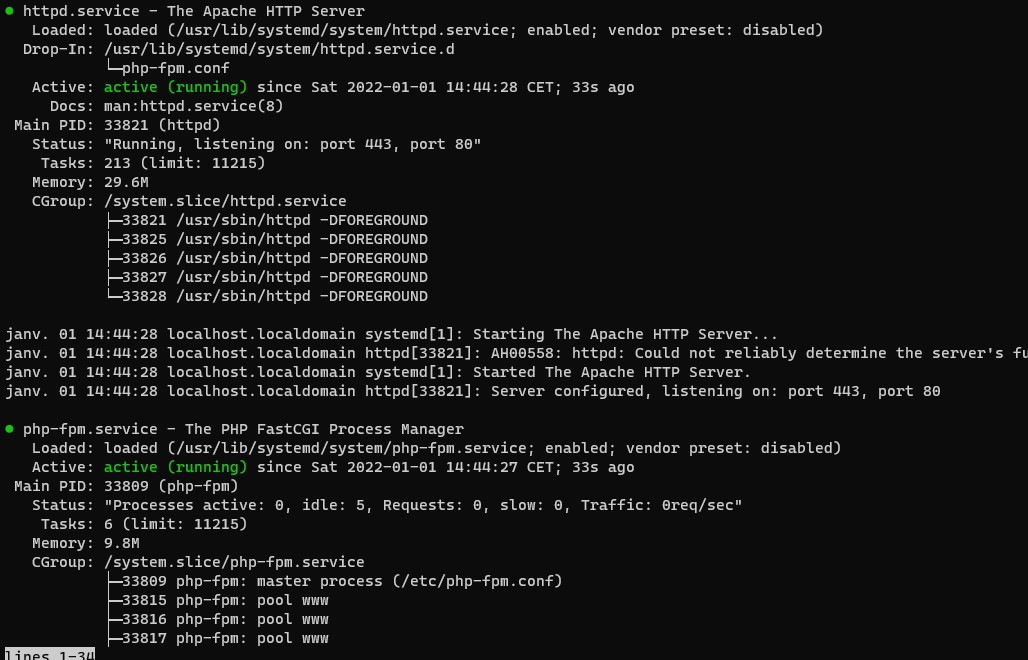 ● httpd.service - The Apache HTTP Server
   Loaded: loaded (/usr/lib/systemd/system/httpd.service; enabled; vendor preset: disabled)
  Drop-In: /usr/lib/systemd/system/httpd.service.d
           └─php-fpm.conf
   Active: active (running) since Sat 2022-01-01 14:44:28 CET; 33s ago
     Docs: man:httpd.service(8)
 Main PID: 33821 (httpd)
   Status: "Running, listening on: port 443, port 80"
    Tasks: 213 (limit: 11215)
   Memory: 29.6M
   CGroup: /system.slice/httpd.service
           ├─33821 /usr/sbin/httpd -DFOREGROUND
           ├─33825 /usr/sbin/httpd -DFOREGROUND
           ├─33826 /usr/sbin/httpd -DFOREGROUND
           ├─33827 /usr/sbin/httpd -DFOREGROUND
           └─33828 /usr/sbin/httpd -DFOREGROUND

janv. 01 14:44:28 localhost.localdomain systemd[1]: Starting The Apache HTTP Server...
janv. 01 14:44:28 localhost.localdomain httpd[33821]: AH00558: httpd: Could not reliably determine the server's fu
janv. 01 14:44:28 localhost.localdomain systemd[1]: Started The Apache HTTP Server.
janv. 01 14:44:28 localhost.localdomain httpd[33821]: Server configured, listening on: port 443, port 80

● php-fpm.service - The PHP FastCGI Process Manager
   Loaded: loaded (/usr/lib/systemd/system/php-fpm.service; enabled; vendor preset: disabled)
   Active: active (running) since Sat 2022-01-01 14:44:27 CET; 33s ago
 Main PID: 33809 (php-fpm)
   Status: "Processes active: 0, idle: 5, Requests: 0, slow: 0, Traffic: 0req/sec"
    Tasks: 6 (limit: 11215)
   Memory: 9.8M
   CGroup: /system.slice/php-fpm.service
           ├─33809 php-fpm: master process (/etc/php-fpm.conf)
           ├─33815 php-fpm: pool www
           ├─33816 php-fpm: pool www
           ├─33817 php-fpm: pool www
lines 1-34